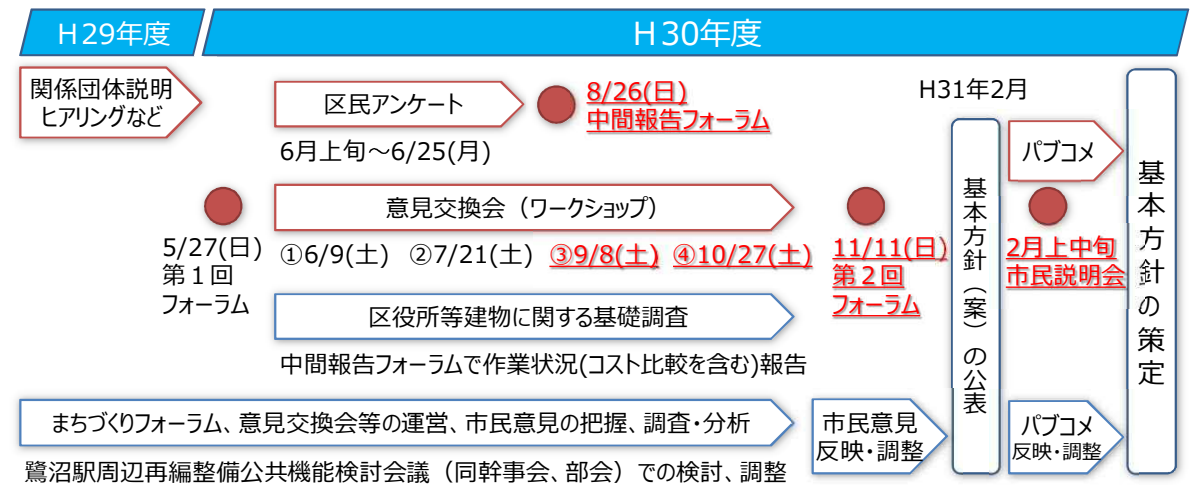 H29年度
H30年度
関係団体説明
ヒアリングなど
区民アンケート
6月上旬～6/25(月)
8/26(日)
中間報告フォーラム
5/27(日)
第１回
フォーラム
意見交換会（ワークショップ）
①6/9(土)　②7/21(土)　③9/8(土)　④10/27(土)
11/11(日)
第２回
フォーラム
区役所等建物に関する基礎調査
中間報告フォーラムで作業状況(コスト比較を含む)報告
まちづくりフォーラム、意見交換会等の運営、市民意見の把握、調査・分析
鷺沼駅周辺再編整備公共機能検討会議（同幹事会、部会）での検討、調整
市民意見
反映・調整
H31年2月
基本方針（案）の公表
パブコメ
2月上中旬
市民説明会
パブコメ
反映・調整
基本方針の策定